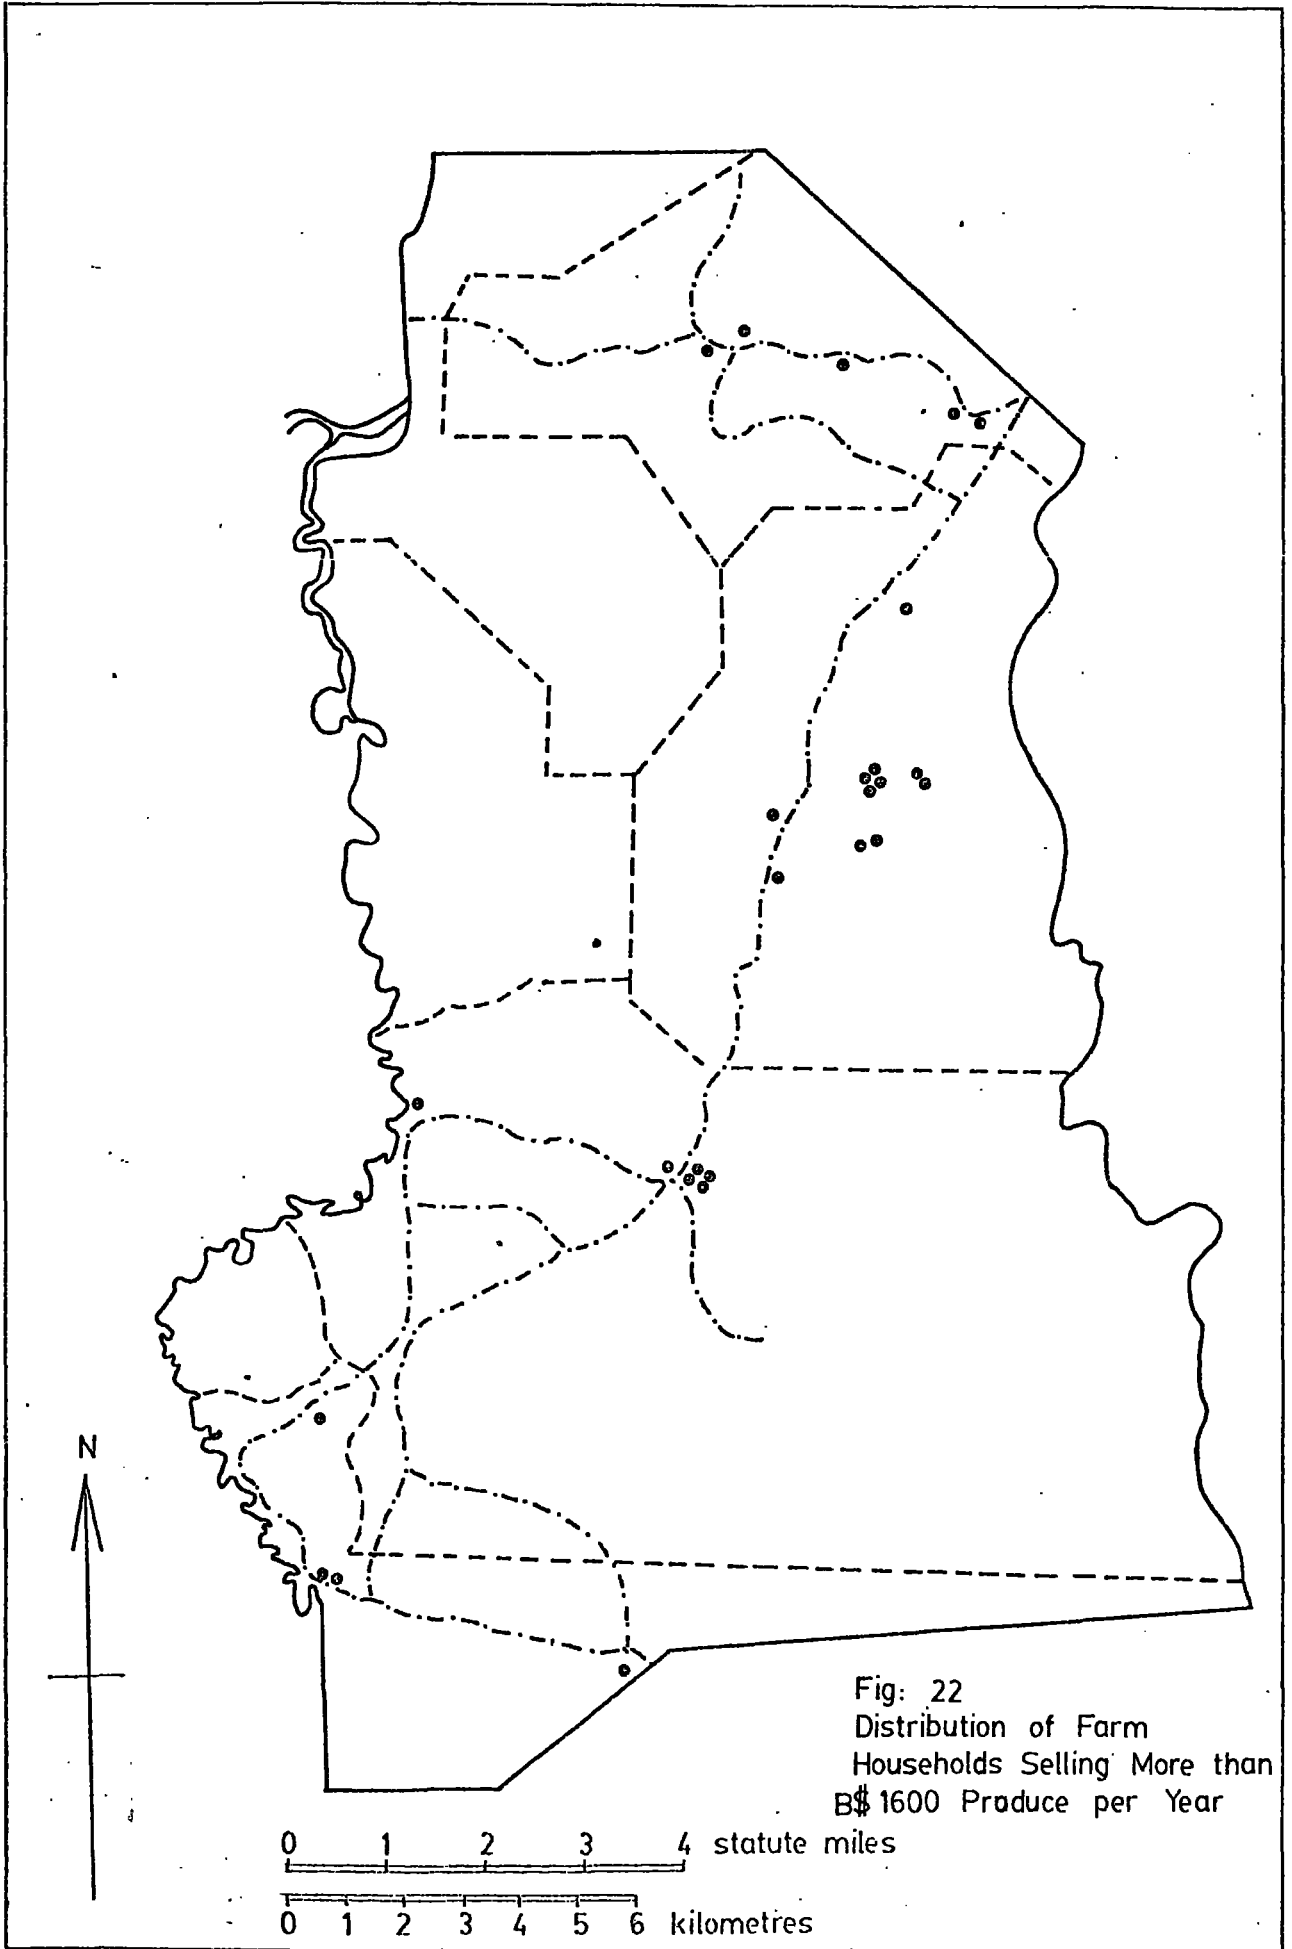 N
Fig: 22
Distribution of Farm
Households Selling More than
B$ 1600 Produce per Year
0 1 2 3 4 statute miles
0 1 2 3 4 5 6 kilometres